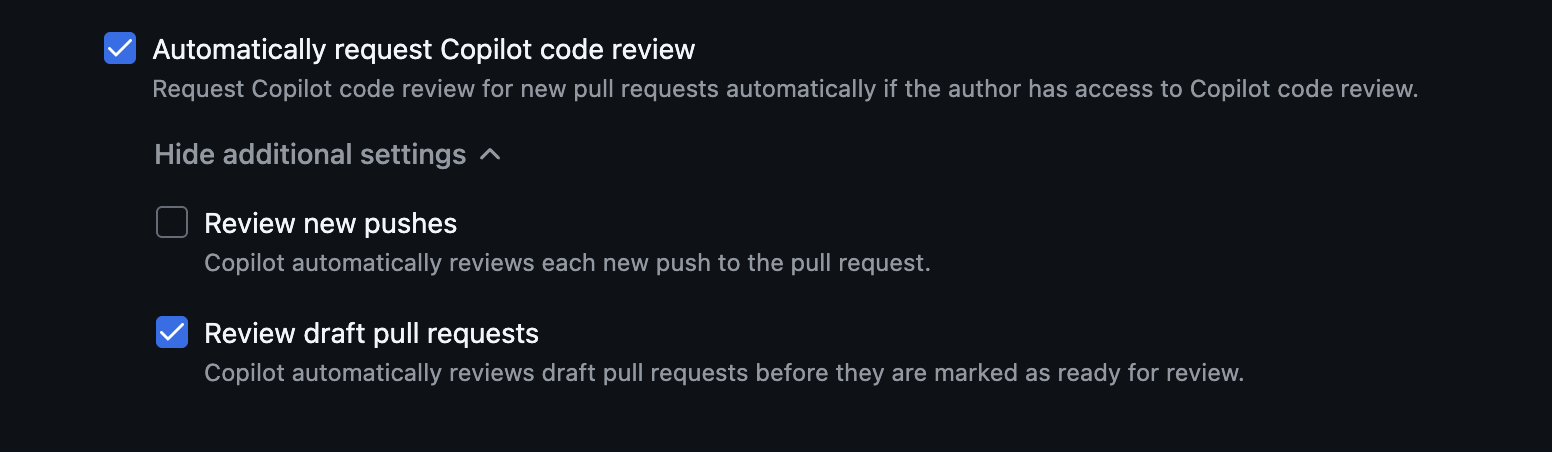 Automatically request Copilot code review
Request Copilot code review for new pull requests automatically if the author has access to Copilot code review.
Hide additional settings
Review new pushes
Copilot automatically reviews each new push to the pull request.
Review draft pull requests
Copilot automatically reviews draft pull requests before they are marked as ready for review.